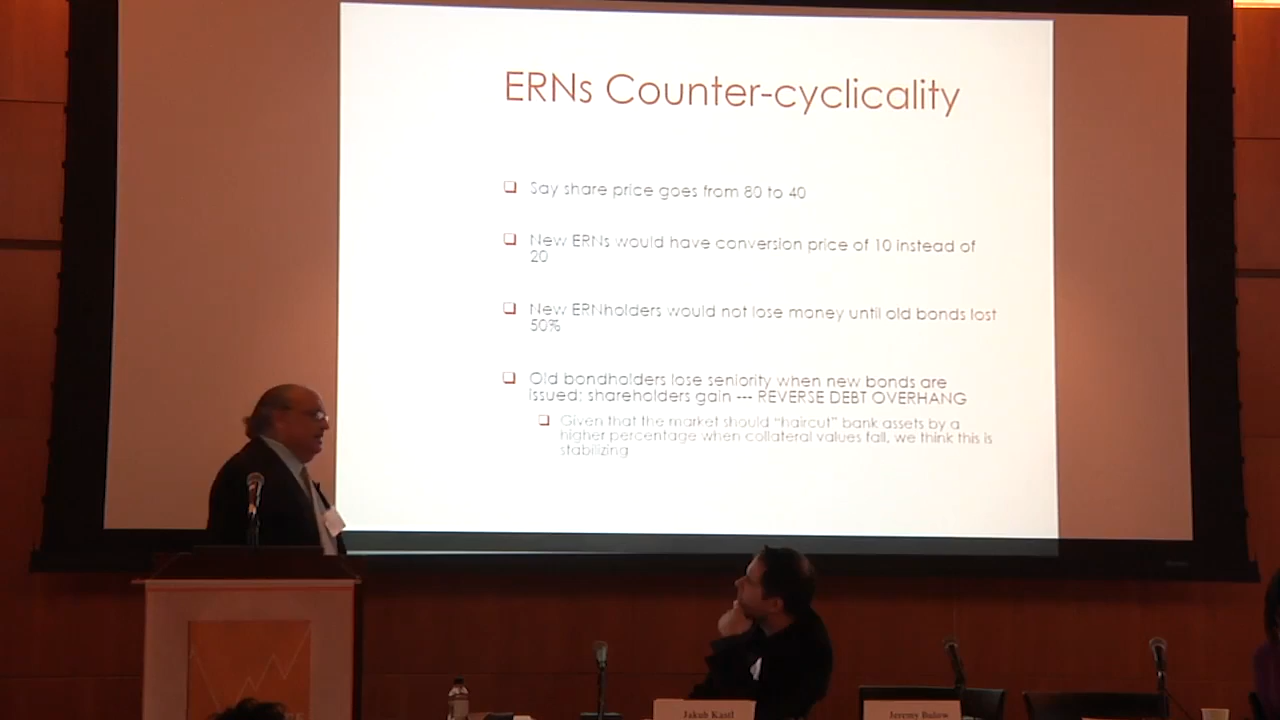 ERNs Counter-cyclicality
Say share price goes from 80 to 40
New ERNs would have conversion price of 10 instead of
20
New ERNholders would not lose money until old bonds lost
50%
Old bondholders lose seniority when new bonds are
issued; shareholders gain --- REVERSE DEBT OVERHANG
Given that the market should "haircut" bank assets by a
higher percentage when collateral values fall, we think this is
stabilizing
Jakub Kastl
Jeremy Bulow